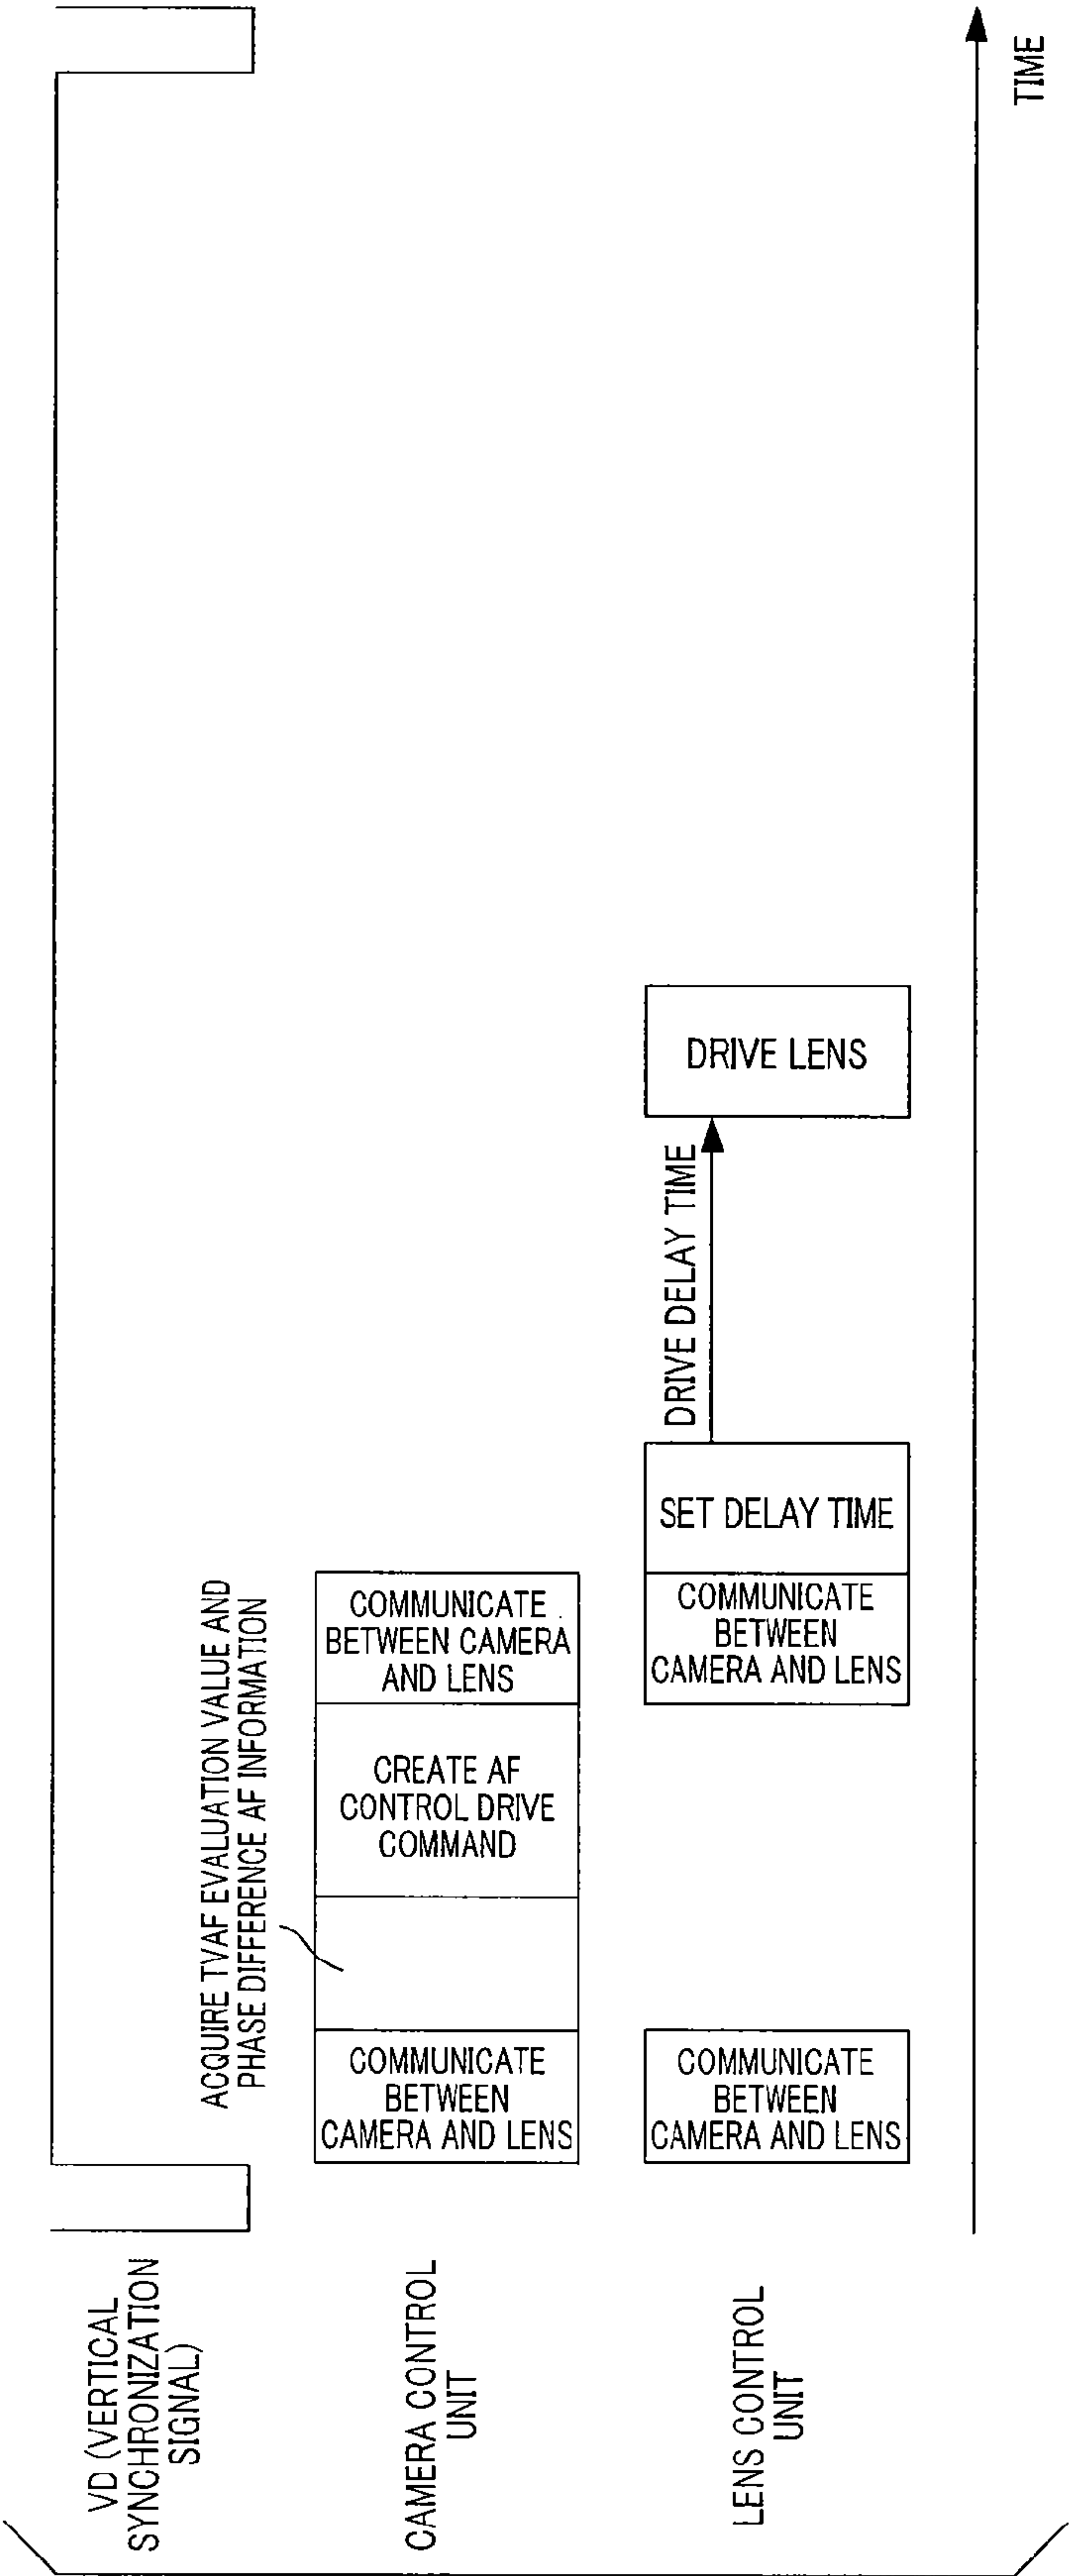 VD (VERTICAL
SYNCHRONIZATION
SIGNAL)
ACQUIRE TVAF EVALUATION VALUE AND
PHASE DIFFERENCE AF INFORMATION
CAMERA CONTROL
UNIT
COMMUNICATE
BETWEEN
CAMERA AND LENS
CREATE AF
CONTROL DRIVE
COMMAND
COMMUNICATE
BETWEEN CAMERA
AND LENS
LENS CONTROL
UNIT
COMMUNICATE
BETWEEN
CAMERA AND LENS
COMMUNICATE
BETWEEN
CAMERA AND LENS
SET DELAY TIME
DRIVE DELAY TIME
DRIVE LENS
TIME